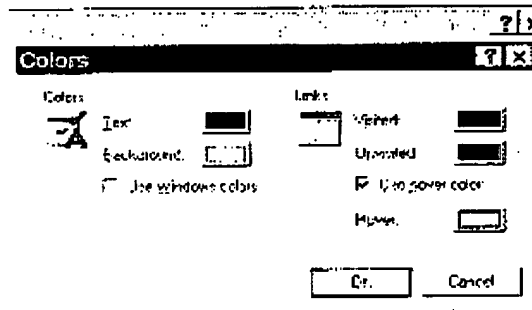 ?
Colors ? ×
Colors
Text:
Background:
Use windows colors
Links
Visited:
Unvisited:
Use hover color
Hover:
Cancel